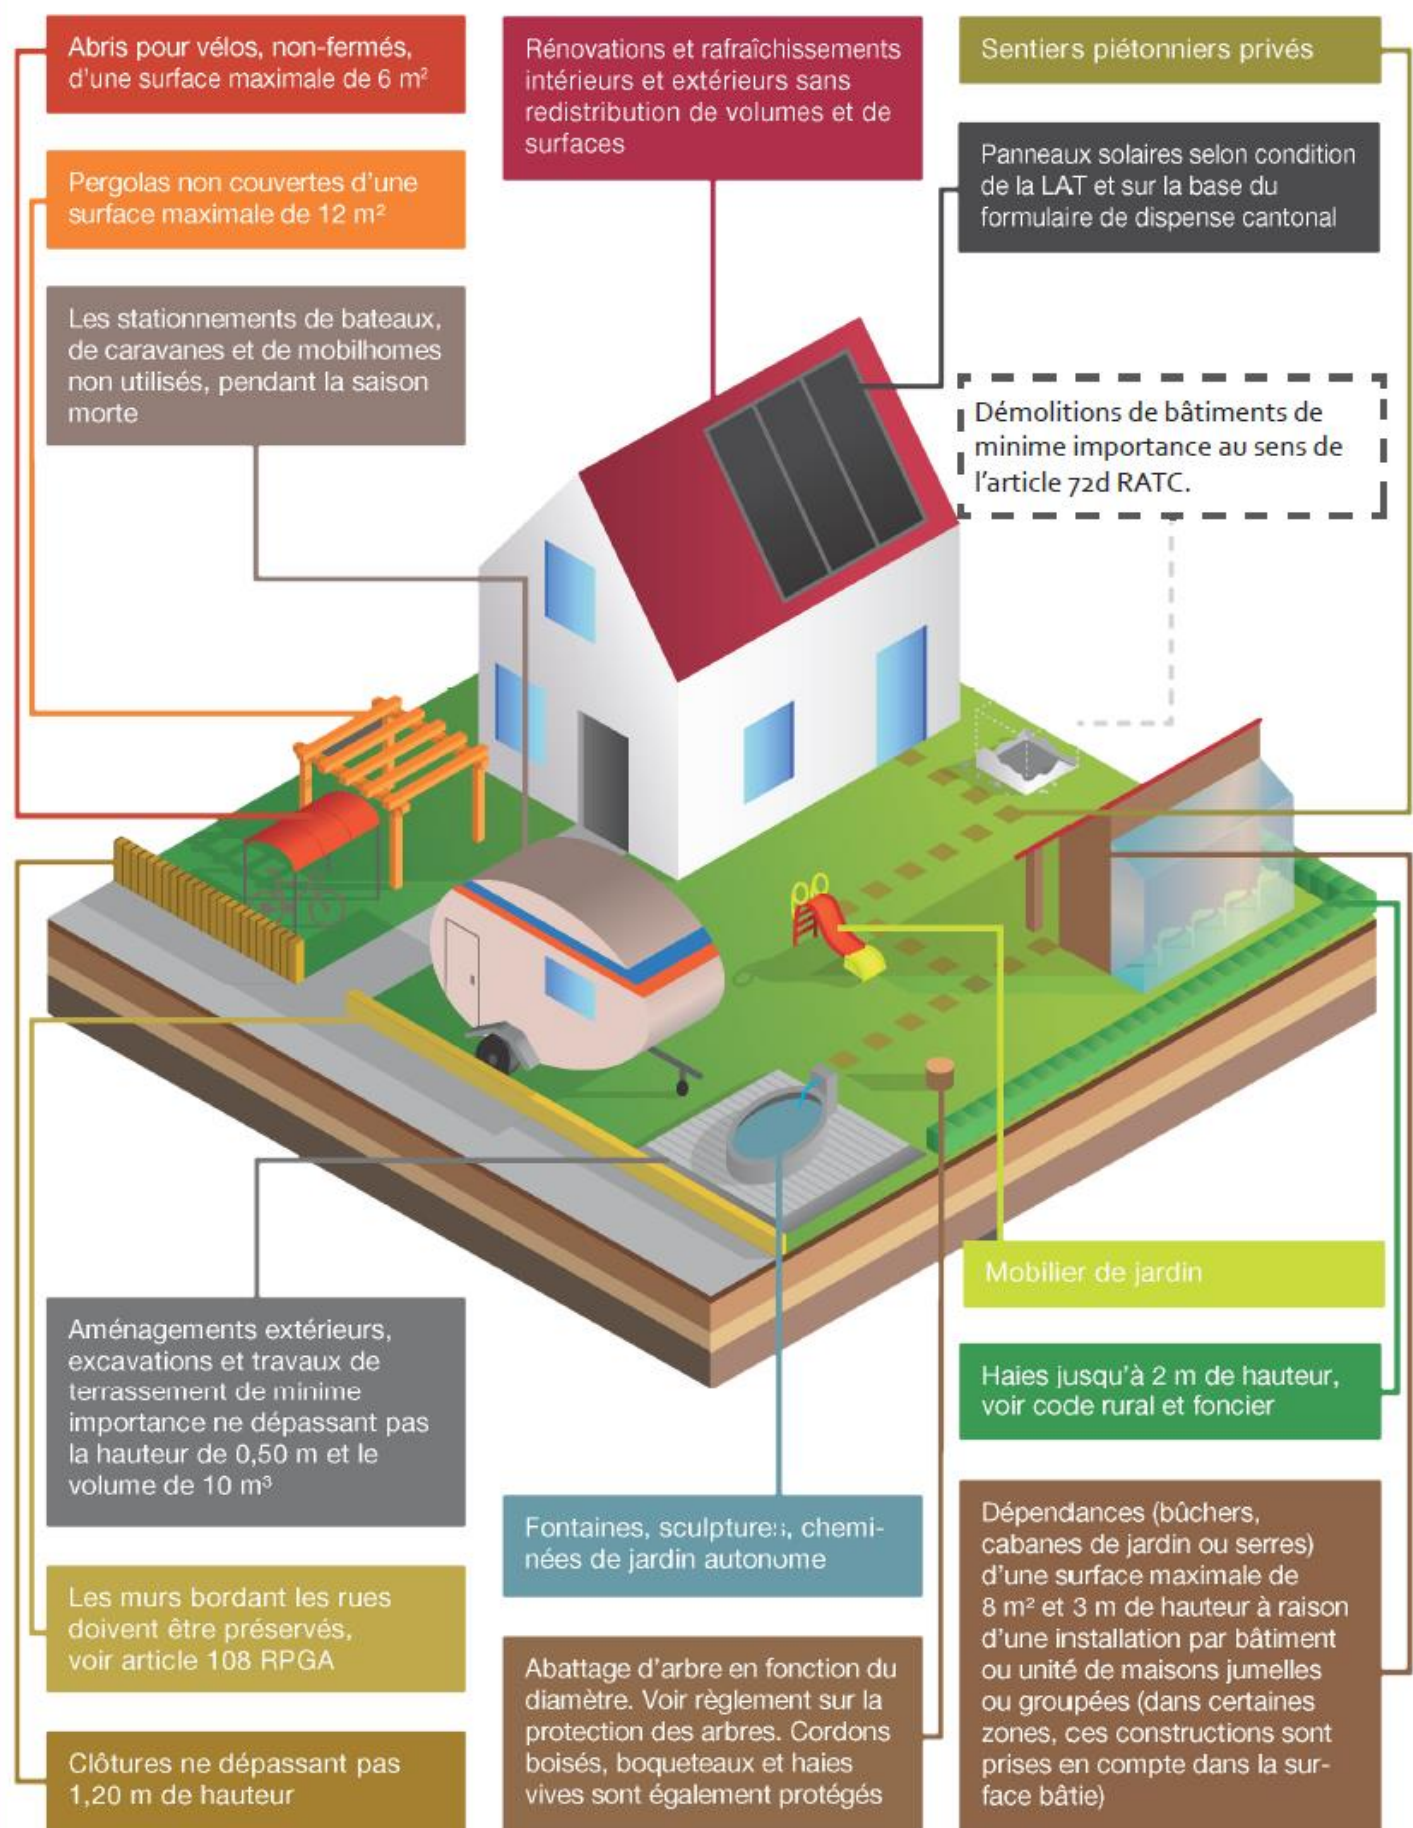 Abris pour vélos, non-fermés,
d'une surface maximale de 6 m²
Pergolas non couvertes d'une
surface maximale de 12 m²
Les stationnements de bateaux,
de caravanes et de mobilhomes
non utilisés, pendant la saison
morte
Rénovations et rafraîchissements
intérieurs et extérieurs sans
redistribution de volumes et de
surfaces
Sentiers piétonniers privés
Panneaux solaires selon condition
de la LAT et sur la base du
formulaire de dispense cantonal
Démolitions de bâtiments de
minime importance au sens de
l'article 72d RATC.
Aménagements extérieurs,
excavations et travaux de
terrassement de minime
importance ne dépassant pas
la hauteur de 0,50 m et le
volume de 10 m³
Les murs bordant les rues
doivent être préservés,
voir article 108 RPGA
Clôtures ne dépassant pas
1,20 m de hauteur
Fontaines, sculptures, chemi-
nées de jardin autonome
Abattage d'arbre en fonction du
diamètre. Voir règlement sur la
protection des arbres. Cordons
boisés, boqueteaux et haies
vives sont également protégés
Mobilier de jardin
Haies jusqu'à 2 m de hauteur,
voir code rural et foncier
Dépendances (bûchers,
cabanes de jardin ou serres)
d'une surface maximale de
8 m² et 3 m de hauteur à raison
d'une installation par bâtiment
ou unité de maisons jumelles
ou groupées (dans certaines
zones, ces constructions sont
prises en compte dans la sur-
face bâtie)